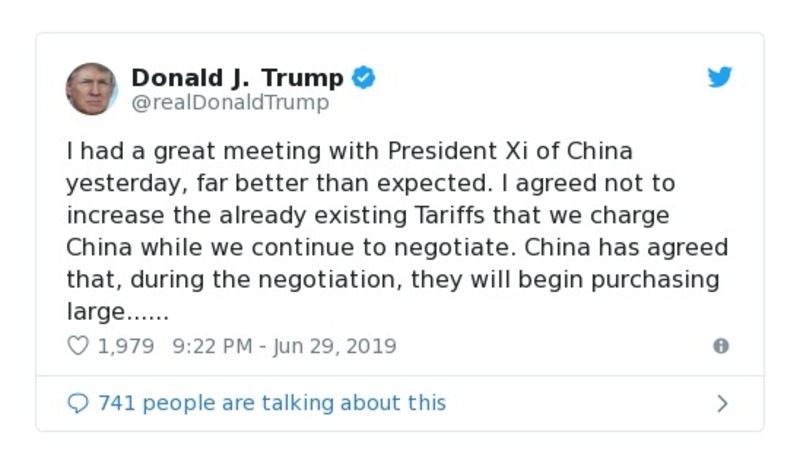 Donald J. Trump
@realDonaldTrump
I had a great meeting with President Xi of China
yesterday, far better than expected. I agreed not to
increase the already existing Tariffs that we charge
China while we continue to negotiate. China has agreed
that, during the negotiation, they will begin purchasing
large......
1,979 9:22 PM - Jun 29, 2019
741 people are talking about this